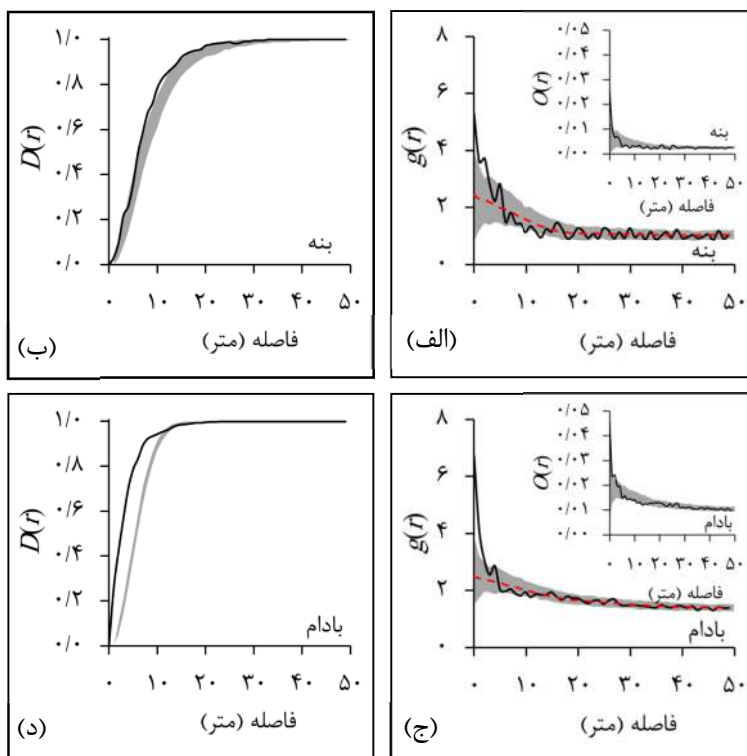 ۸
۶
۴
۲
۰
g(r)
۰/۰۵
۰/۰۴
۰/۰۳
۰/۰۲
۰/۰۱
۰/۰۰
O(r)
بنه
۰ ۱۰ ۲۰ ۳۰ ۴۰ ۵۰
فاصله (متر)
بنه
۰ ۱۰ ۲۰ ۳۰ ۴۰ ۵۰
فاصله (متر)
(الف)
۱/۰
۰/۸
۰/۶
۰/۴
۰/۲
۰/۰
D(r)
بنه
۰ ۱۰ ۲۰ ۳۰ ۴۰ ۵۰
فاصله (متر)
(ب)
۸
۶
۴
۲
۰
g(r)
۰/۰۵
۰/۰۴
۰/۰۳
۰/۰۲
۰/۰۱
۰/۰۰
O(r)
بادام
۰ ۱۰ ۲۰ ۳۰ ۴۰ ۵۰
فاصله (متر)
بادام
۰ ۱۰ ۲۰ ۳۰ ۴۰ ۵۰
فاصله (متر)
(ج)
۱/۰
۰/۸
۰/۶
۰/۴
۰/۲
۰/۰
D(r)
بادام
۰ ۱۰ ۲۰ ۳۰ ۴۰ ۵۰
فاصله (متر)
(د)